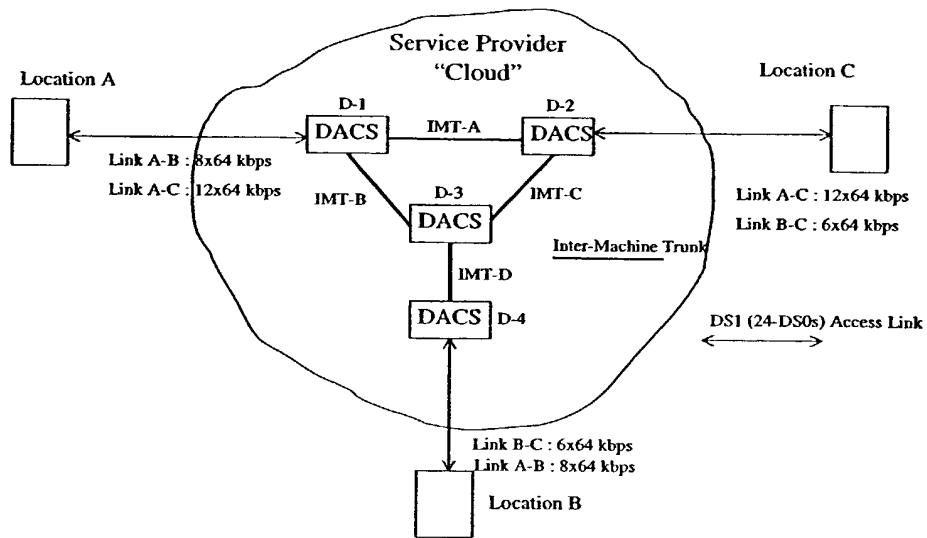 Service Provider
"Cloud"
Location A
Location C
D-1
D-2
DACS
IMT-A
DACS
Link A-B : 8x64 kbps
Link A-C : 12x64 kbps
IMT-B
D-3
IMT-C
DACS
Link A-C : 12x64 kbps
Link B-C : 6x64 kbps
Inter-Machine Trunk
IMT-D
DACS
D-4
DS1 (24-DS0s) Access Link
Link B-C : 6x64 kbps
Link A-B : 8x64 kbps
Location B